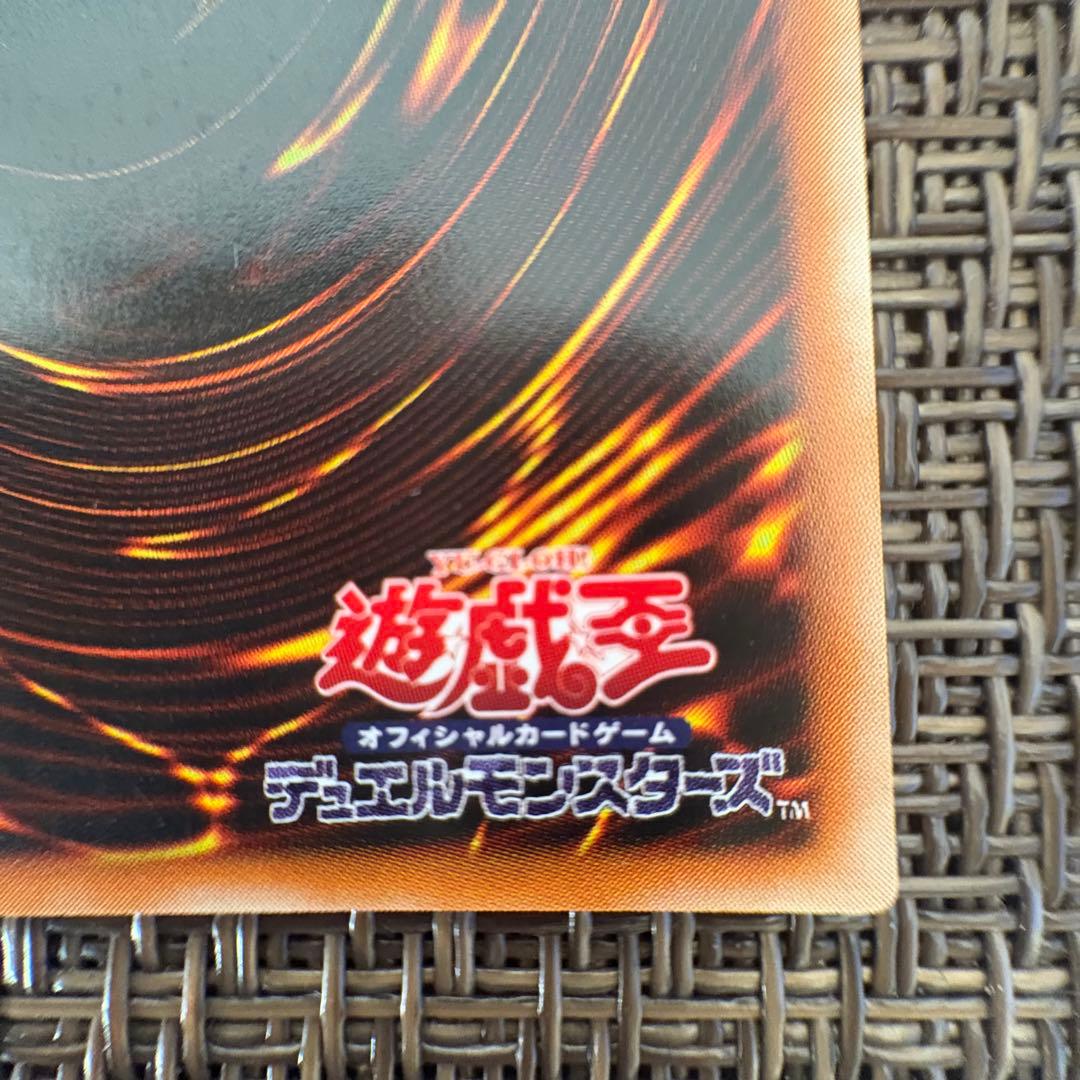 YU-GI-OH!
遊戯王
オフィシャルカードゲーム
デュエルモンスターズ
TM